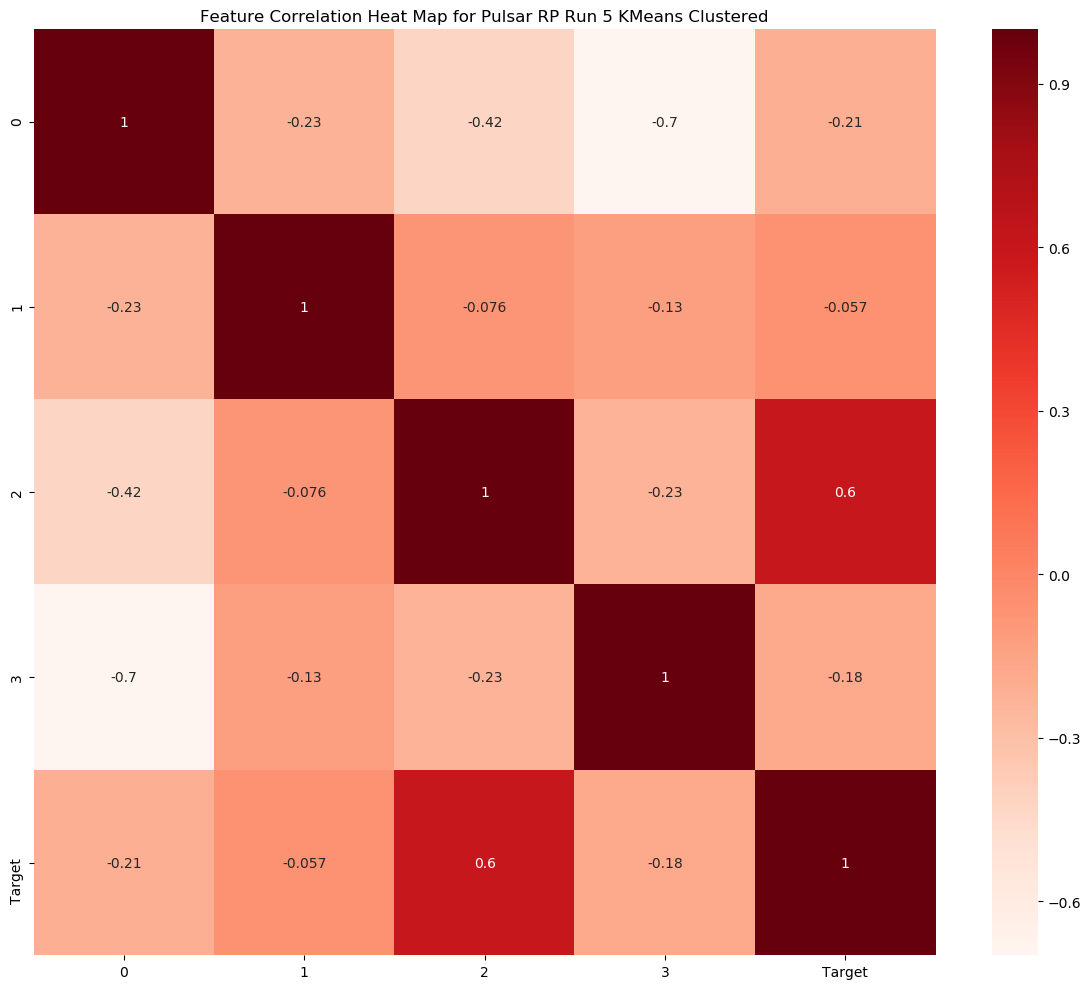 Feature Correlation Heat Map for Pulsar RP Run 5 KMeans Clustered
0 1 -0.23 -0.42 -0.7 -0.21
1 -0.23 1 -0.076 -0.13 -0.057
2 -0.42 -0.076 1 -0.23 0.6
3 -0.7 -0.13 -0.23 1 -0.18
Target -0.21 -0.057 0.6 -0.18 1
0 1 2 3 Target
0.9
0.6
0.3
0.0
−0.3
−0.6